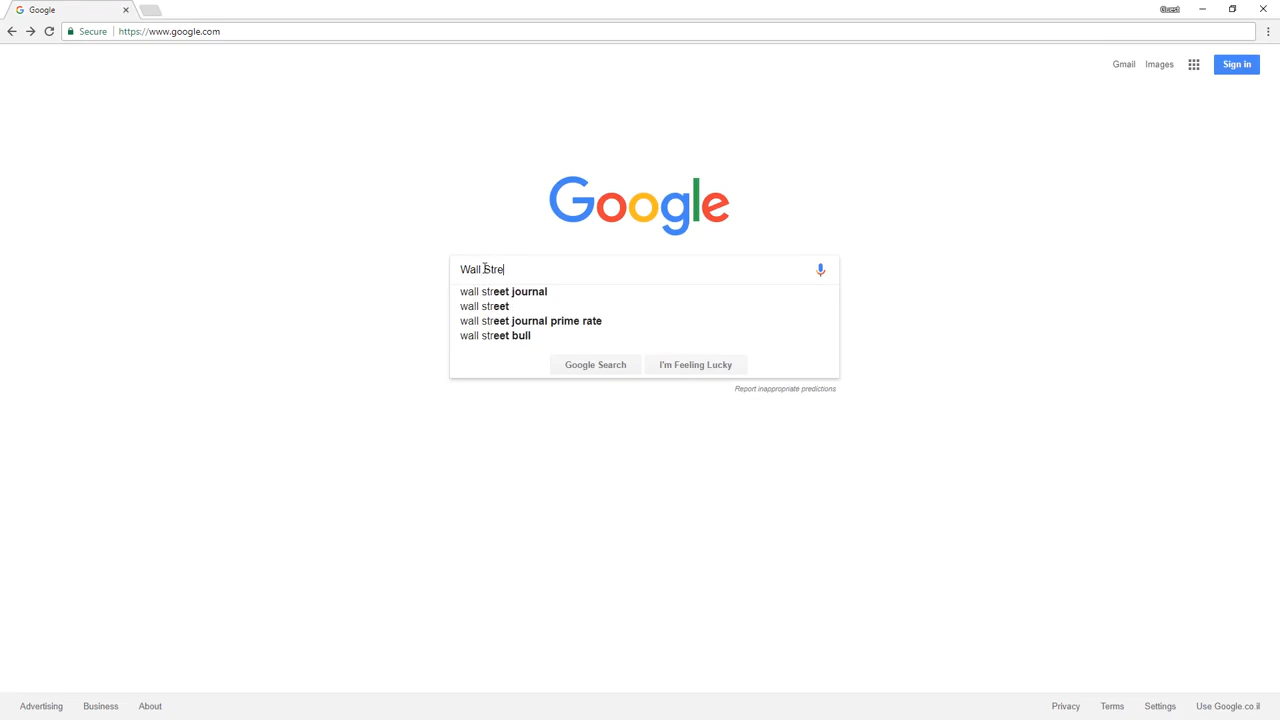 Google
Guest
Secure https://www.google.com
Gmail Images Sign in
Google
Wall Stre
wall street journal
wall street
wall street journal prime rate
wall street bull
Google Search I'm Feeling Lucky
Report inappropriate predictions
Advertising Business About Privacy Terms Settings Use Google.co.il